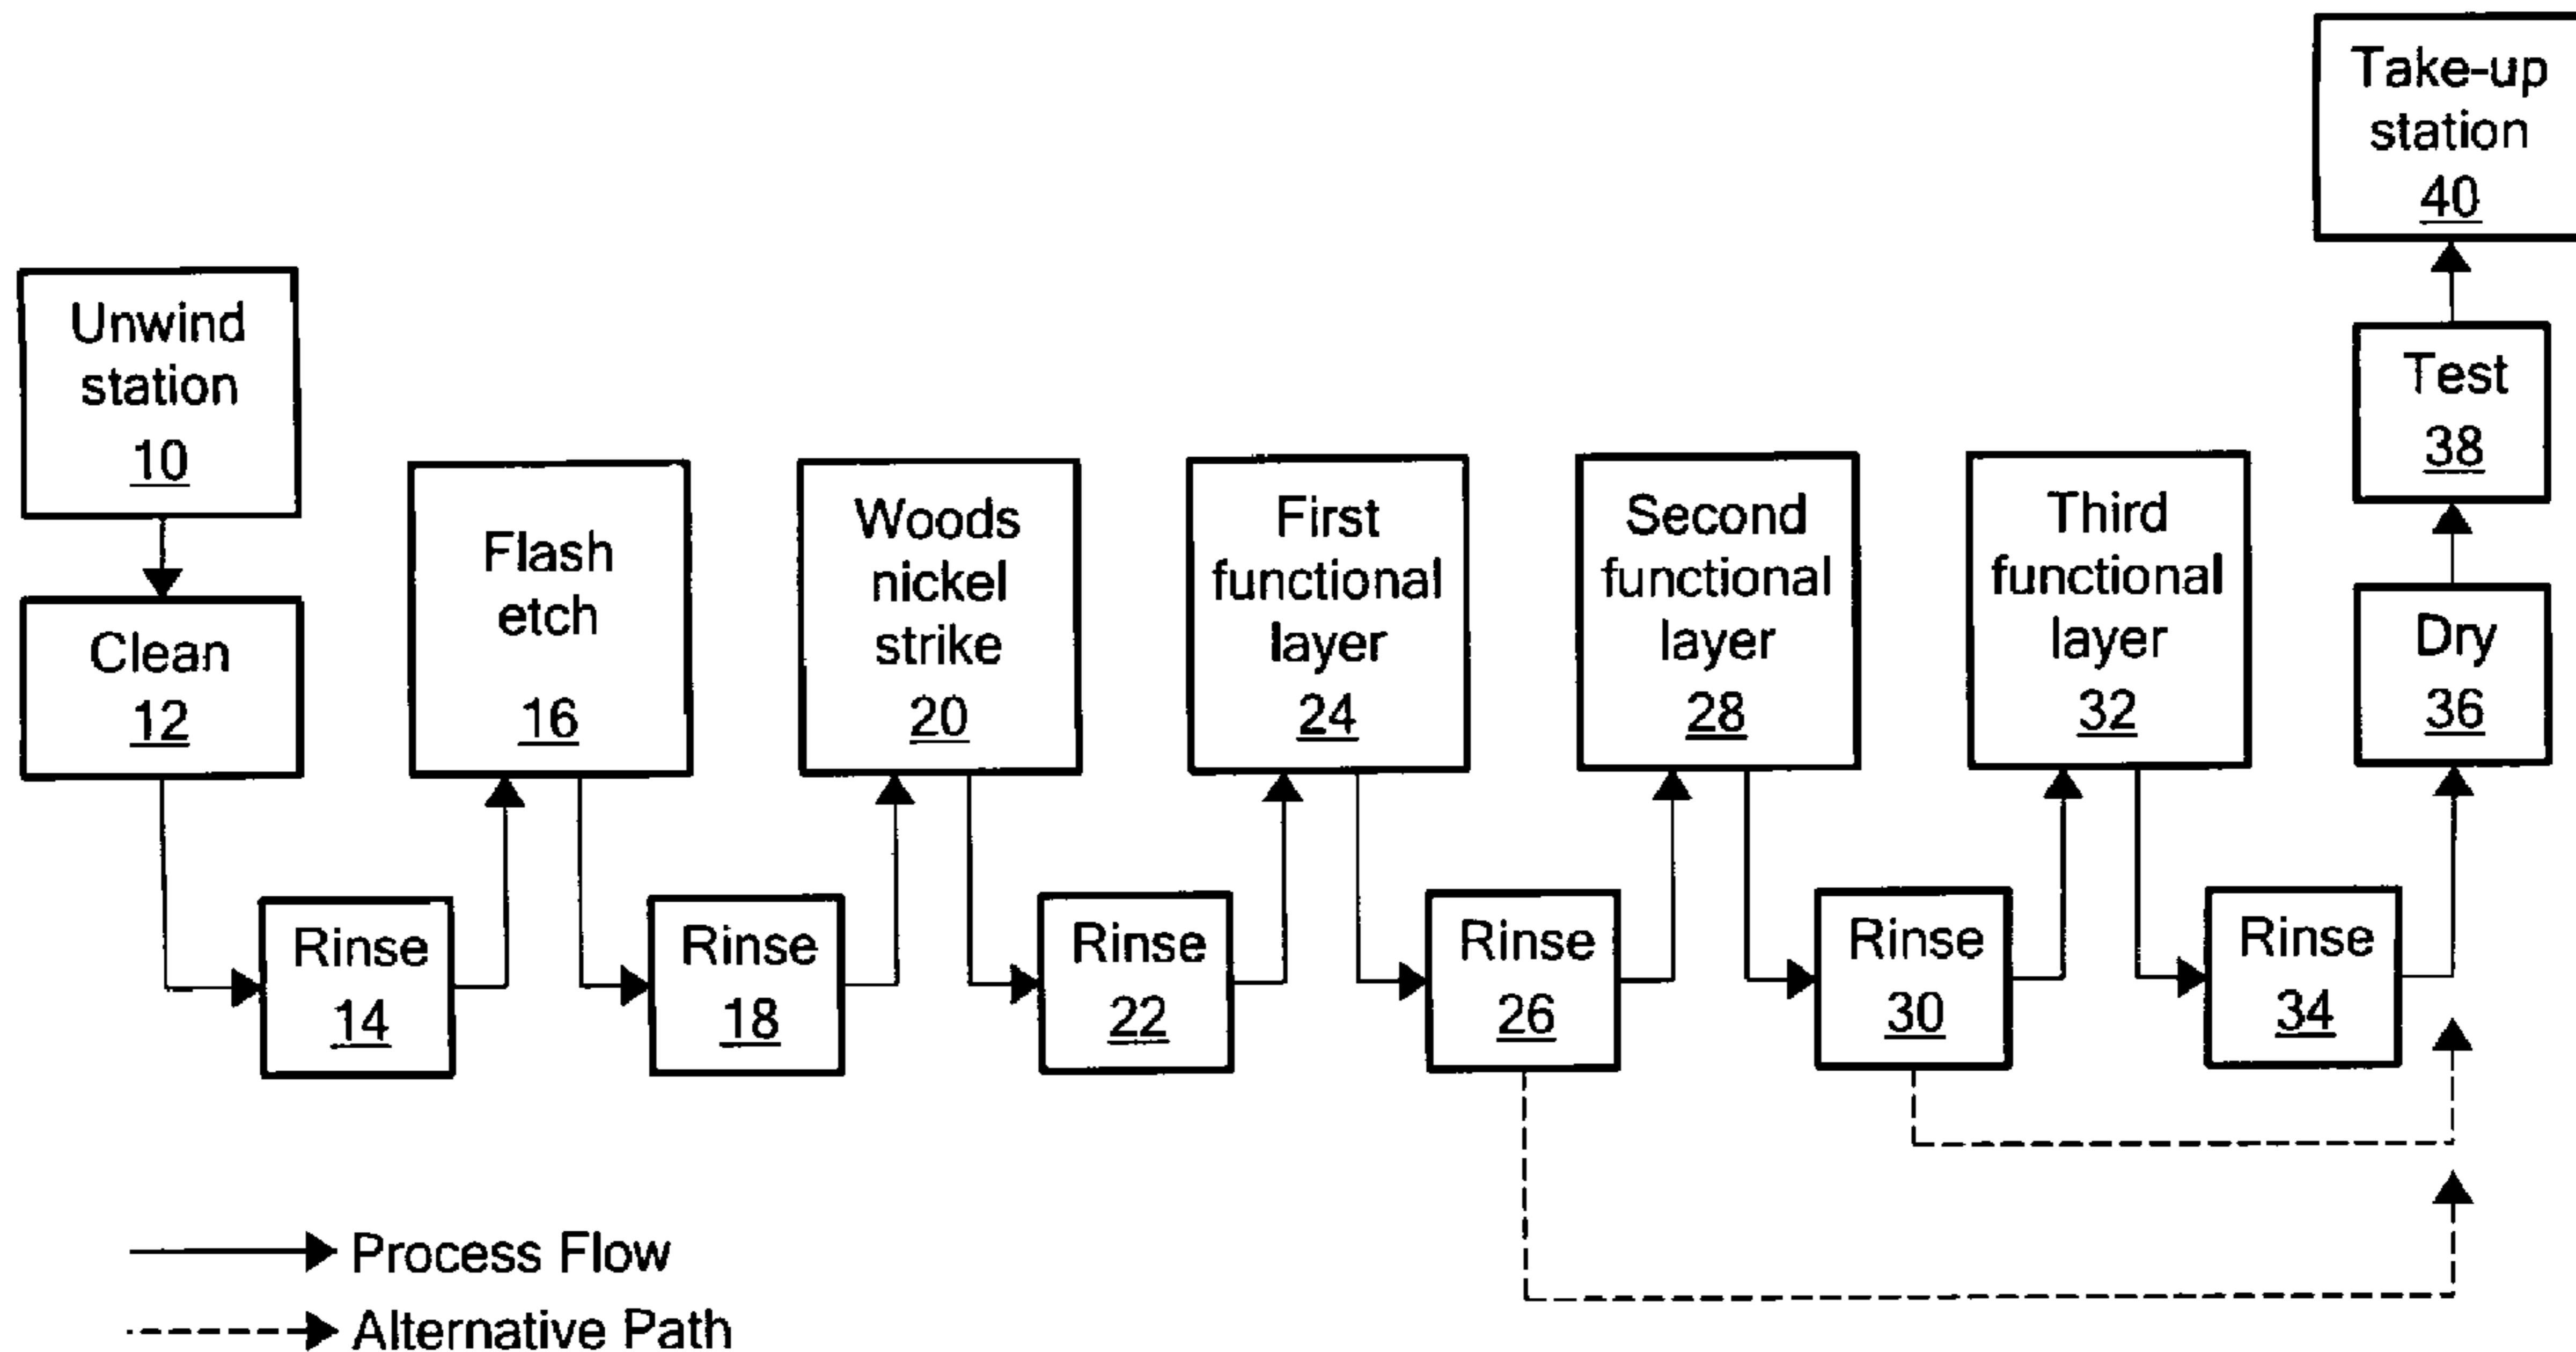 Take-up
station
40
Unwind
station
10
Test
38
Flash
etch
16
Woods
nickel
strike
20
First
functional
layer
24
Second
functional
layer
28
Third
functional
layer
32
Clean
12
Dry
36
Rinse
14
Rinse
18
Rinse
22
Rinse
26
Rinse
30
Rinse
34
Process Flow
Alternative Path